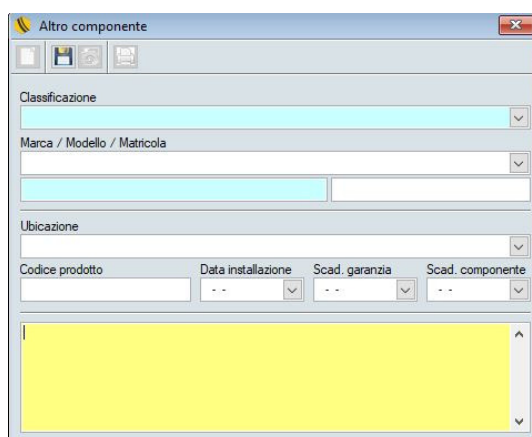 Altro componente
Classificazione
Marca / Modello / Matricola
Ubicazione
Codice prodotto Data installazione Scad. garanzia Scad. componente
- - - - - -